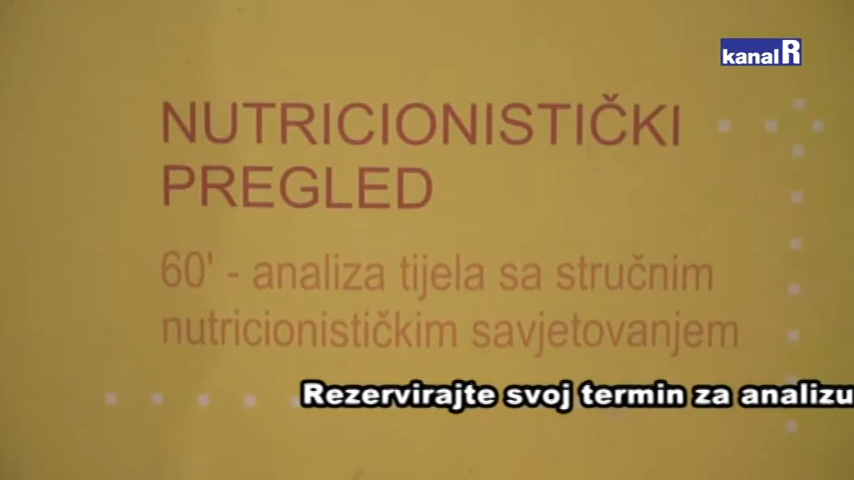 kanal R
NUTRICIONISTIČKI
PREGLED
60' - analiza tijela sa stručnim
nutricionističkim savjetovanjem
Rezervirajte svoj termin za analizu